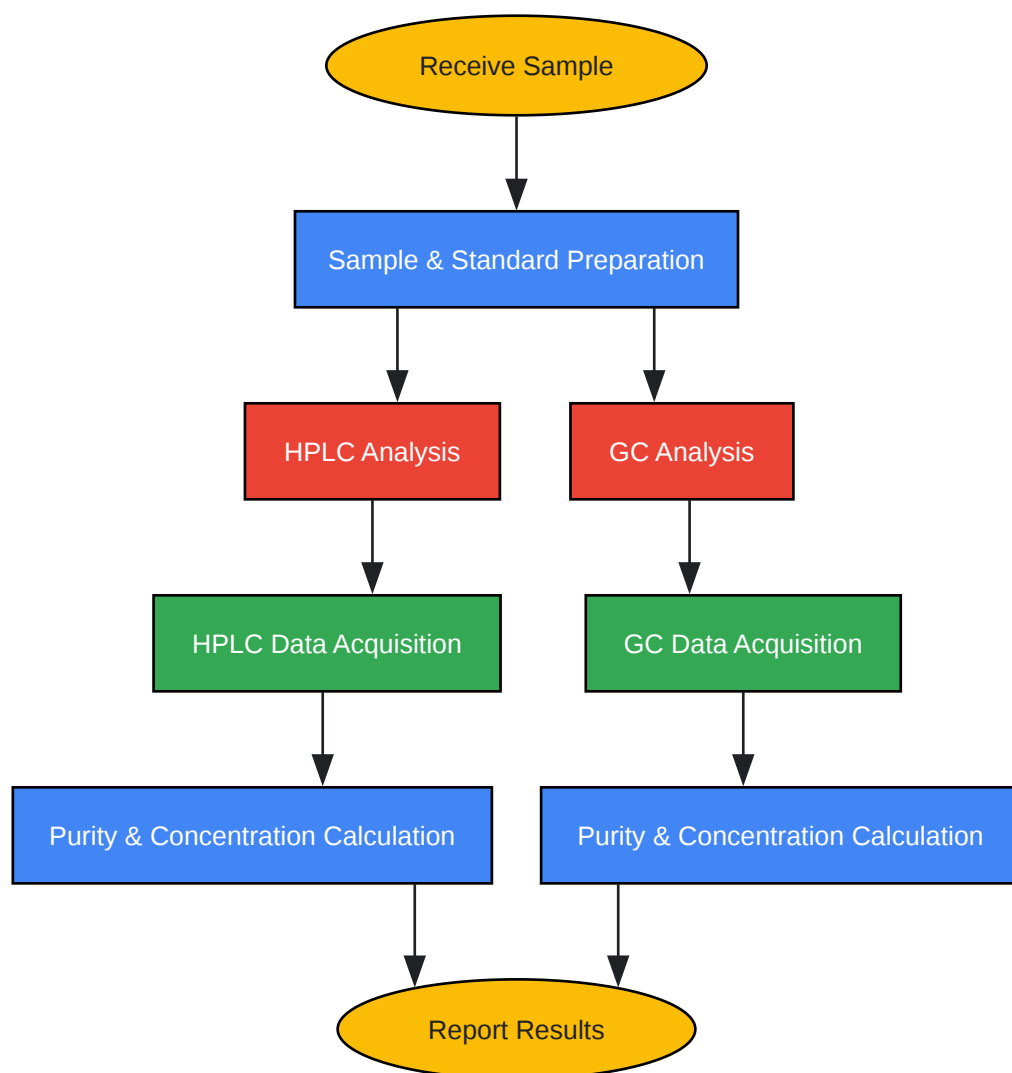 Receive Sample
Sample & Standard Preparation
HPLC Analysis
GC Analysis
HPLC Data Acquisition
GC Data Acquisition
Purity & Concentration Calculation
Purity & Concentration Calculation
Report Results